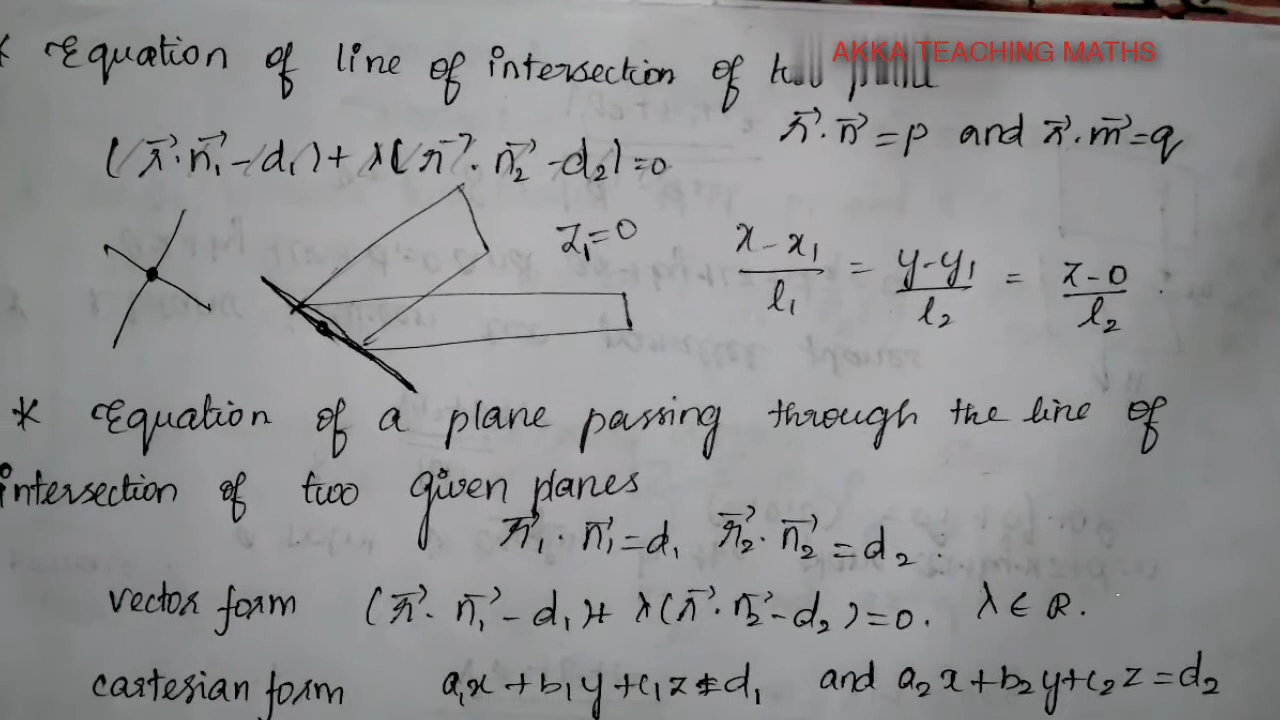 * Equation of line of intersection of two
AKKA TEACHING MATHS
r⃗·n⃗ = p and r⃗·m⃗ = q
(r⃗·n⃗₁ - d₁) + λ(r⃗·n⃗₂ - d₂) = 0
z₁ = 0
(x - x₁)/l₁ = (y - y₁)/l₂ = (z - 0)/l₂
* Equation of a plane passing through the line of
intersection of two given planes
r⃗₁·n⃗₁ = d₁ r⃗₂·n⃗₂ = d₂.
vector form (r⃗·n⃗₁ - d₁) + λ(r⃗·n⃗₂ - d₂) = 0. λ ∈ R.
cartesian form a₁x + b₁y + c₁z = d₁ and a₂x + b₂y + c₂z = d₂